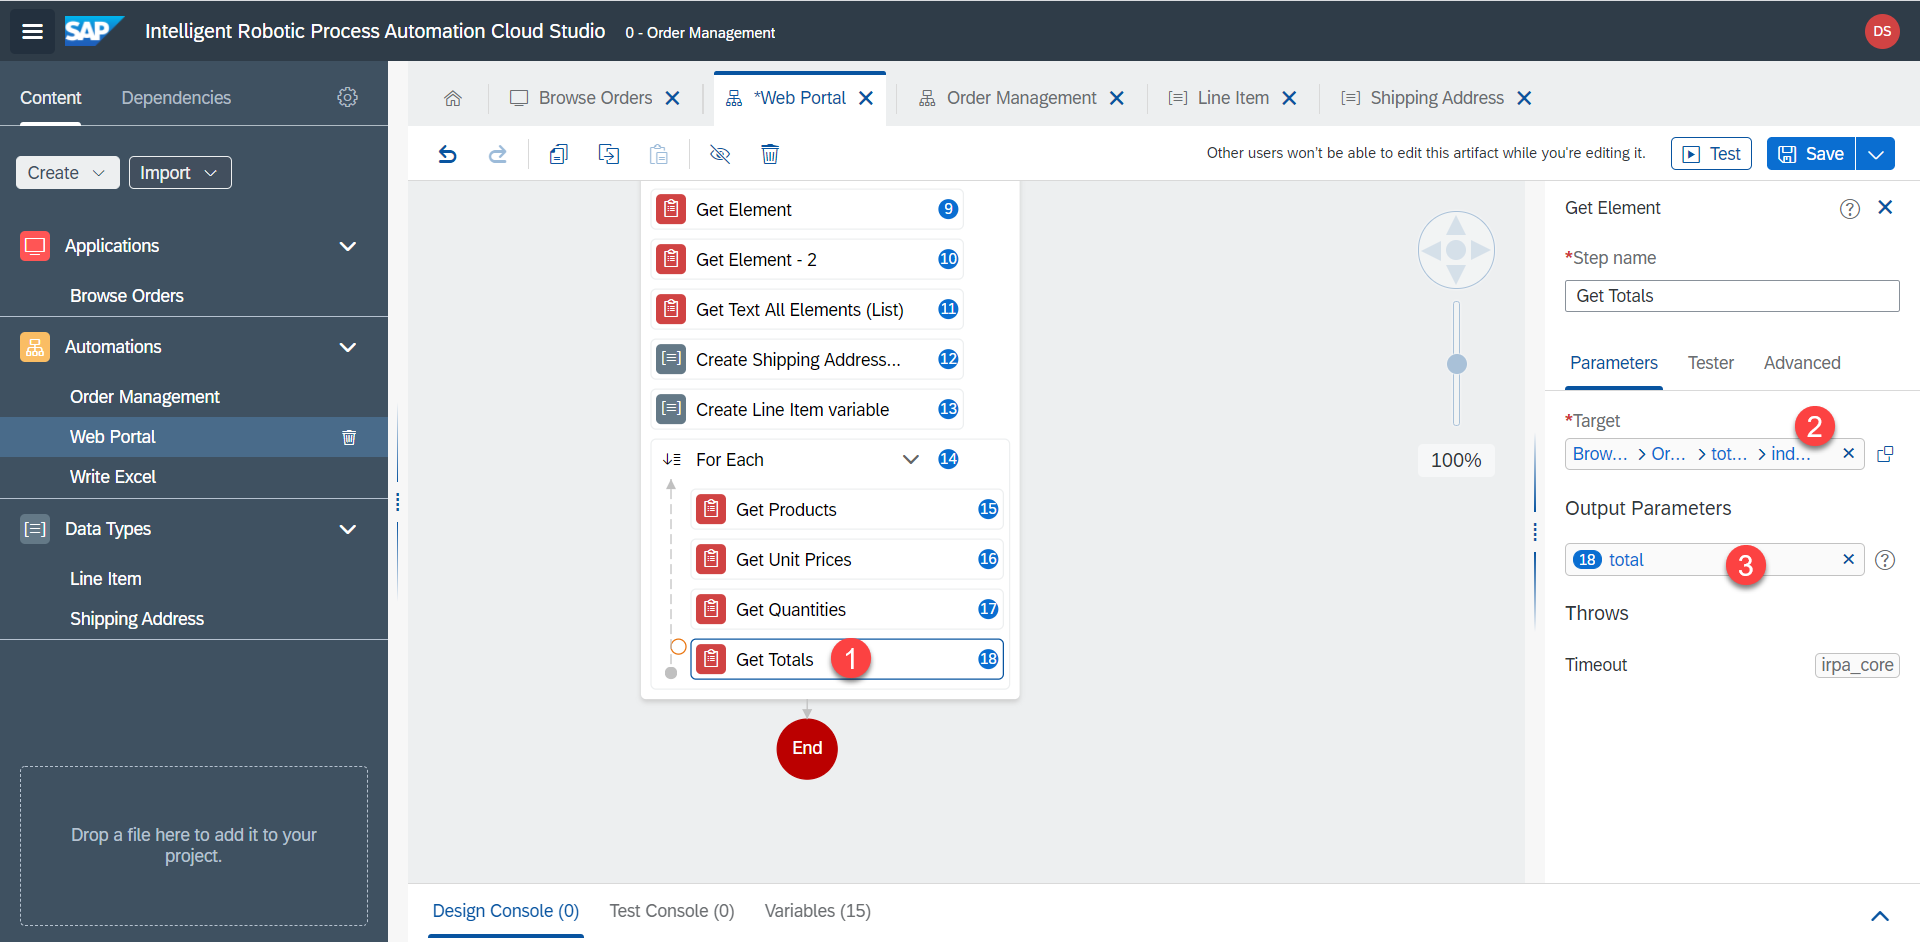 SAP Intelligent Robotic Process Automation Cloud Studio 0 - Order Management DS
Content Dependencies
Browse Orders *Web Portal Order Management Line Item Shipping Address
Create Import
Other users won't be able to edit this artifact while you're editing it. Test Save
Applications
Browse Orders
Automations
Order Management
Web Portal
Write Excel
Data Types
Line Item
Shipping Address
Drop a file here to add it to your
project.
Get Element 9
Get Element - 2 10
Get Text All Elements (List) 11
Create Shipping Address... 12
Create Line Item variable 13
For Each 14
Get Products 15
Get Unit Prices 16
Get Quantities 17
Get Totals 1 18
End
100%
Get Element ?
*Step name
Get Totals
Parameters Tester Advanced
*Target 2
Brow... > Or... > tot... > ind...
Output Parameters
18 total 3 ?
Throws
Timeout irpa_core
Design Console (0) Test Console (0) Variables (15)